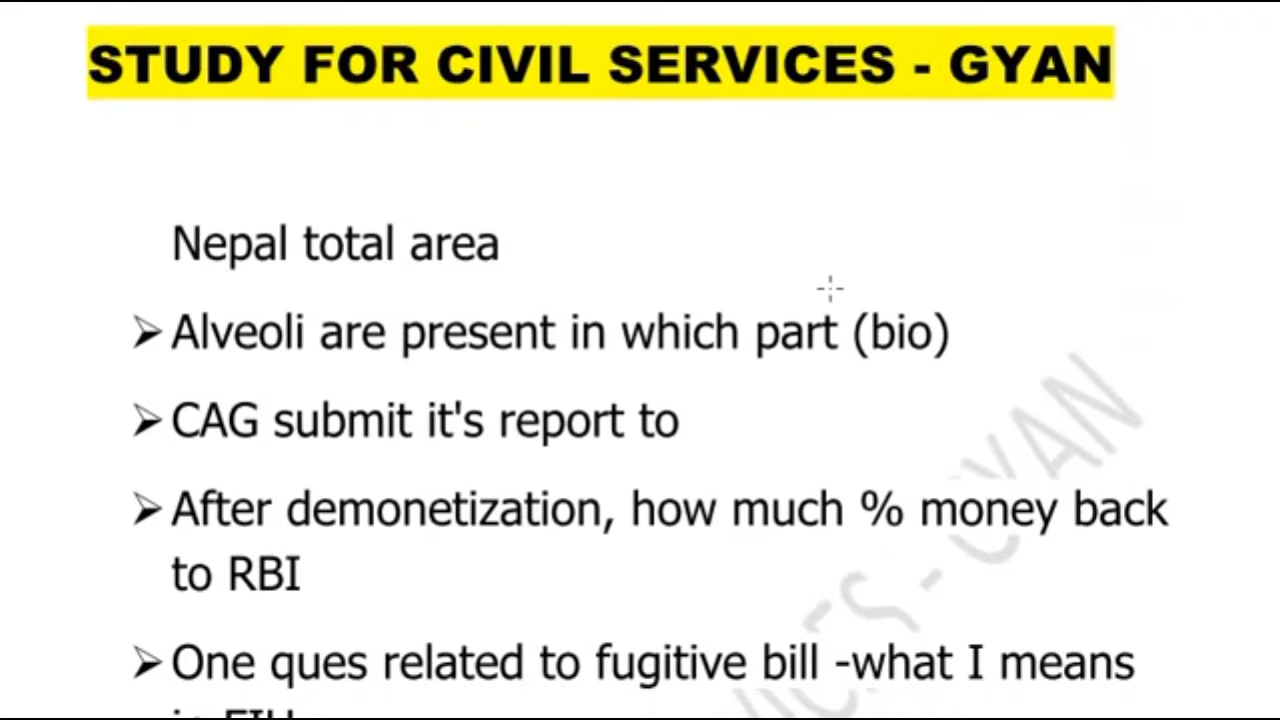 STUDY FOR CIVIL SERVICES - GYAN
Nepal total area
➢ Alveoli are present in which part (bio)
➢ CAG submit it's report to
➢ After demonetization, how much % money back
to RBI
➢ One ques related to fugitive bill -what I means